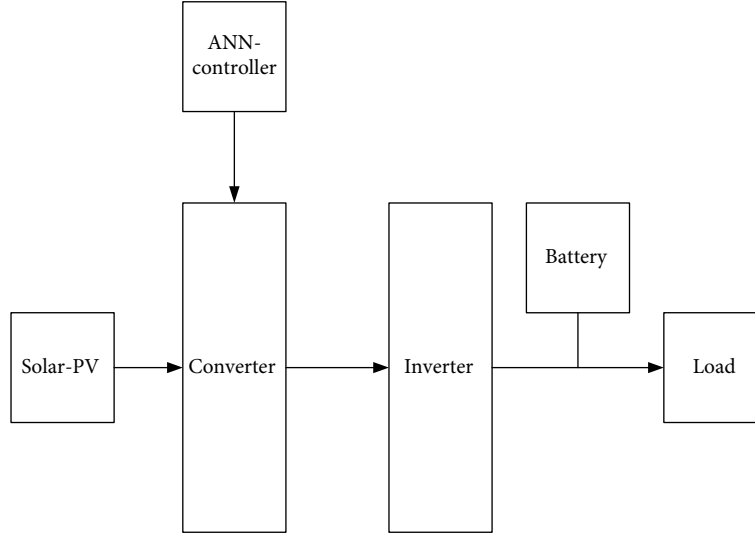 ANN-
controller
Battery
Solar-PV
Converter
Inverter
Load